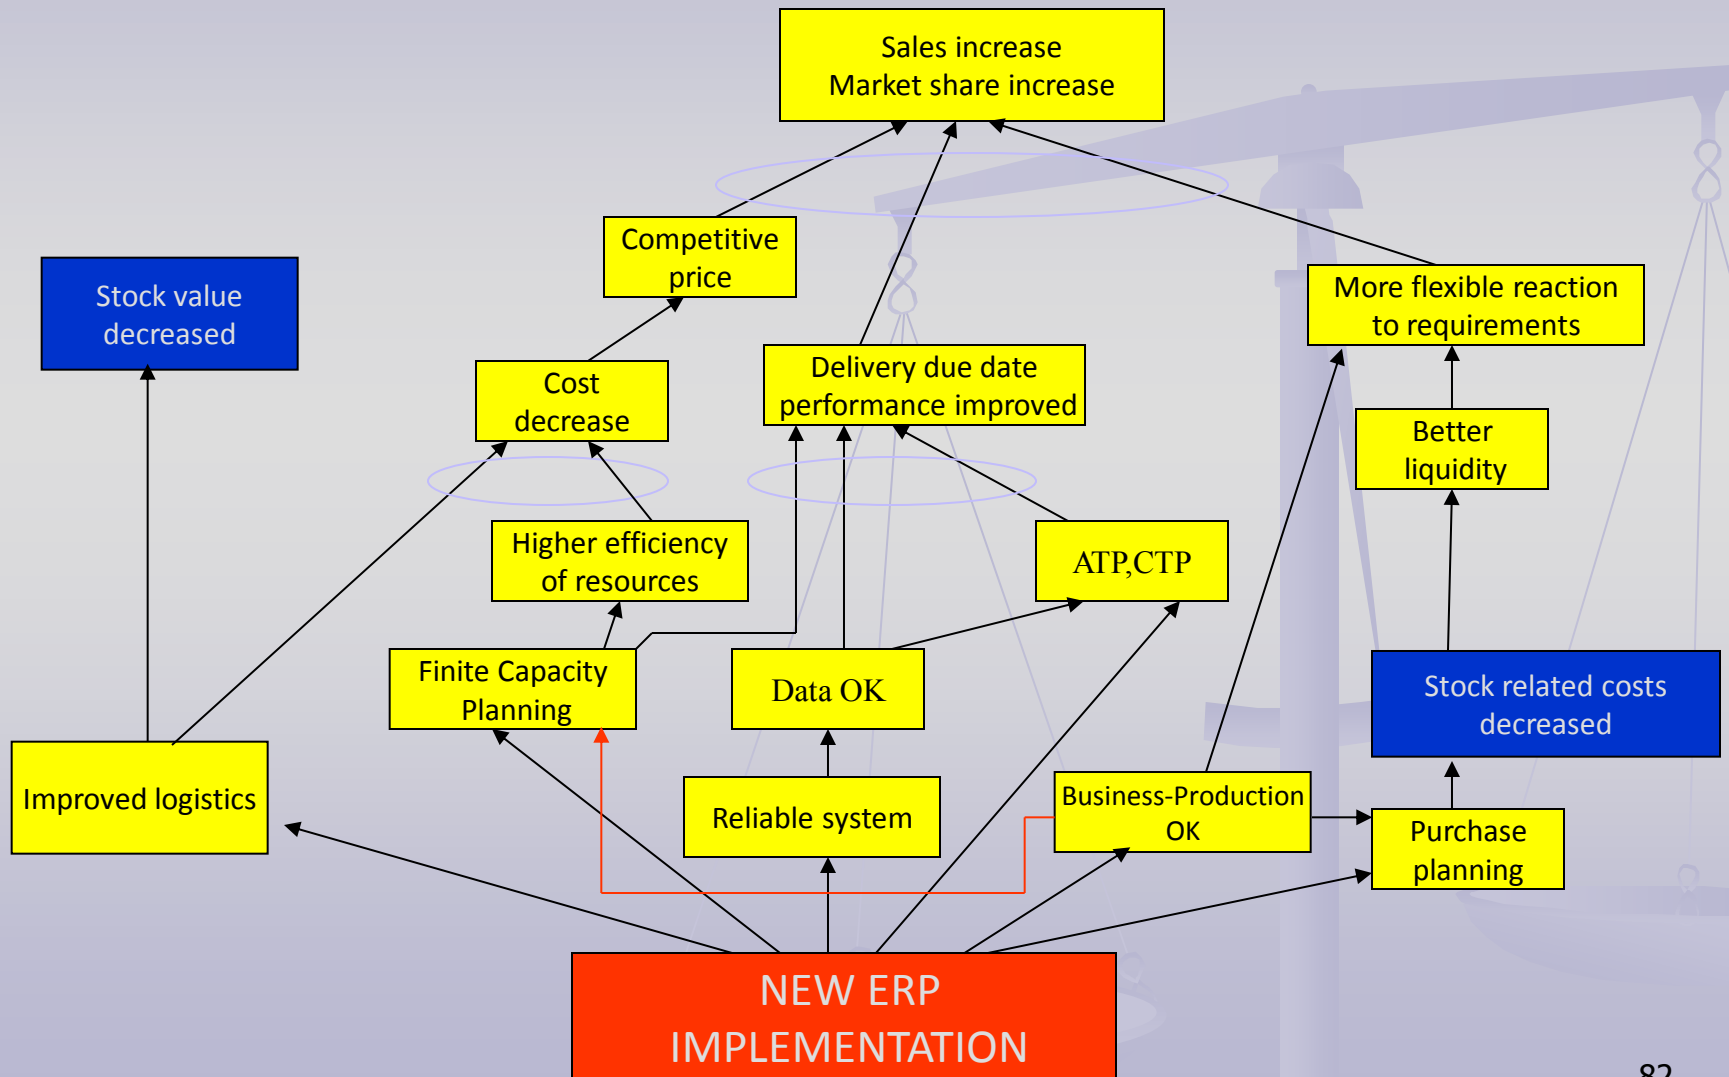 Sales increase
Market share increase
Competitive
price
Stock value
decreased
More flexible reaction
to requirements
Cost
decrease
Delivery due date
performance improved
Better
liquidity
Higher efficiency
of resources
ATP,CTP
Finite Capacity
Planning
Data OK
Stock related costs
decreased
Improved logistics
Reliable system
Business-Production
OK
Purchase
planning
NEW ERP
IMPLEMENTATION
82